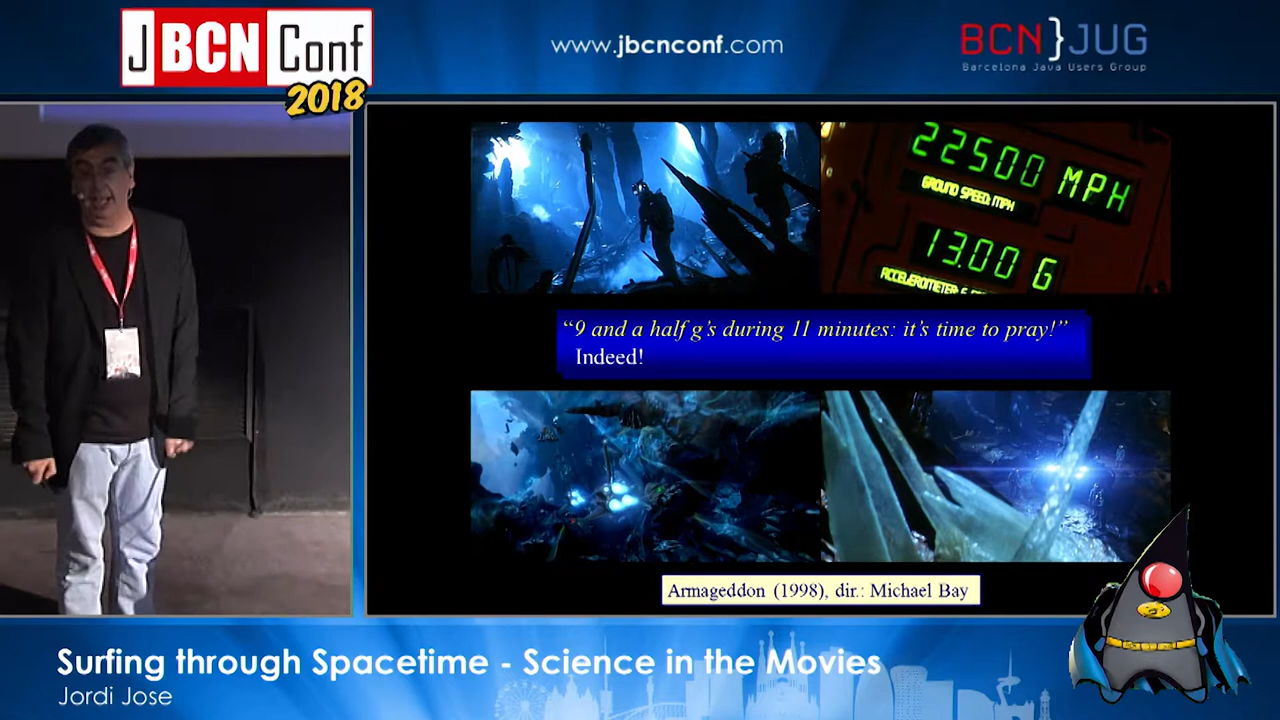 JBCN Conf
2018
www.jbcnconf.com
BCN}JUG
Barcelona Java Users Group
22500 MPH
GROUND SPEED: MPH
13.00 G
“9 and a half g’s during 11 minutes: it’s time to pray!”
Indeed!
Armageddon (1998), dir.: Michael Bay
Surfing through Spacetime - Science in the Movies
Jordi Jose